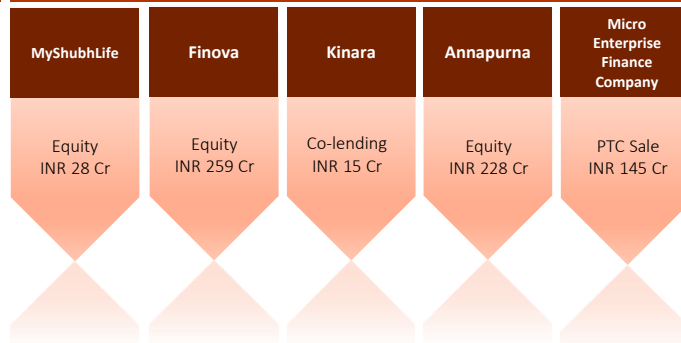 MyShubhLife
Equity
INR 28 Cr
Finova
Equity
INR 259 Cr
Kinara
Co-lending
INR 15 Cr
Annapurna
Equity
INR 228 Cr
Micro
Enterprise
Finance
Company
PTC Sale
INR 145 Cr